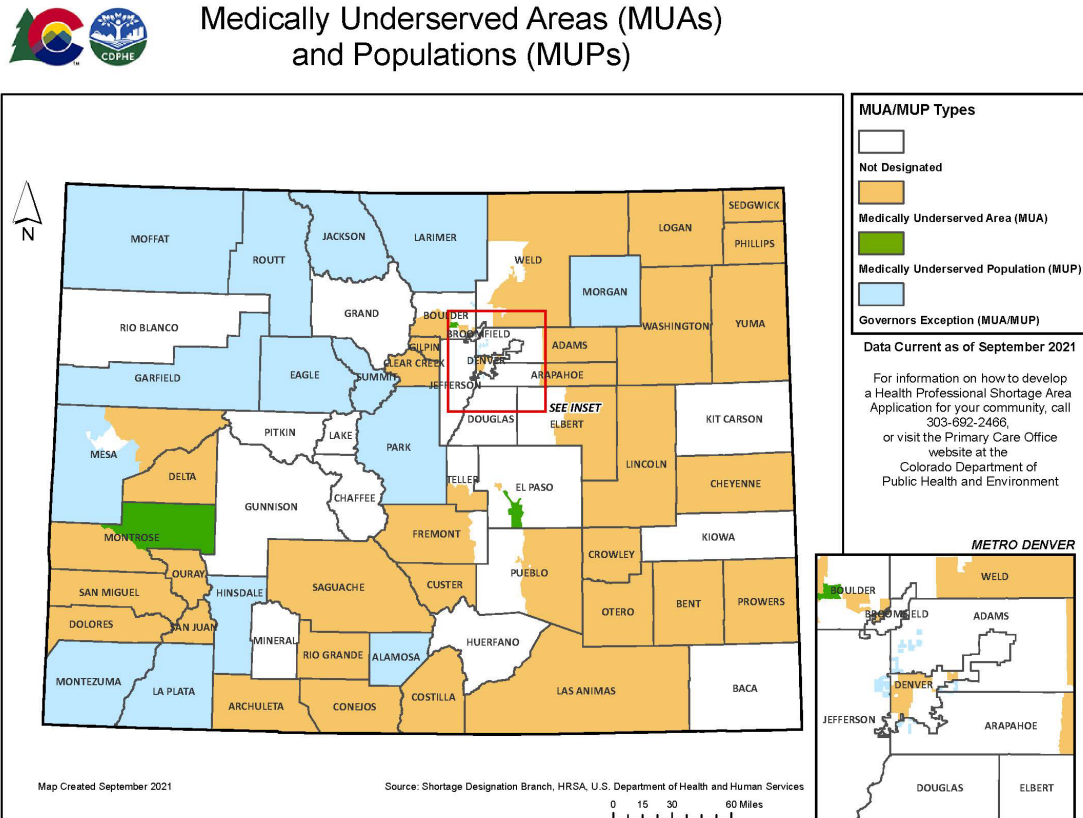 Medically Underserved Areas (MUAs)
and Populations (MUPs)
CDPHE
TM
MUA/MUP Types
Not Designated
Medically Underserved Area (MUA)
Medically Underserved Population (MUP)
Governors Exception (MUA/MUP)
Data Current as of September 2021
For information on how to develop
a Health Professional Shortage Area
Application for your community, call
303-692-2466,
or visit the Primary Care Office
website at the
Colorado Department of
Public Health and Environment
N
MOFFAT
ROUTT
JACKSON
LARIMER
WELD
LOGAN
SEDGWICK
PHILLIPS
MORGAN
RIO BLANCO
GRAND
BOULDER
BROOMFIELD
WASHINGTON
YUMA
GILPIN
ADAMS
CLEAR CREEK
DENVER
GARFIELD
EAGLE
SUMMIT
JEFFERSON
ARAPAHOE
SEE INSET
PITKIN
LAKE
DOUGLAS
ELBERT
KIT CARSON
MESA
PARK
DELTA
LINCOLN
TELLER
EL PASO
CHEYENNE
GUNNISON
CHAFFEE
MONTROSE
FREMONT
KIOWA
CROWLEY
OURAY
PUEBLO
SAN MIGUEL
HINSDALE
SAGUACHE
CUSTER
OTERO
BENT
PROWERS
DOLORES
SAN JUAN
MINERAL
HUERFANO
RIO GRANDE
ALAMOSA
MONTEZUMA
LA PLATA
ARCHULETA
CONEJOS
COSTILLA
LAS ANIMAS
BACA
METRO DENVER
WELD
BOULDER
BROOMFIELD
ADAMS
DENVER
JEFFERSON
ARAPAHOE
DOUGLAS
ELBERT
Map Created September 2021
Source: Shortage Designation Branch, HRSA, U.S. Department of Health and Human Services
0 15 30 60 Miles